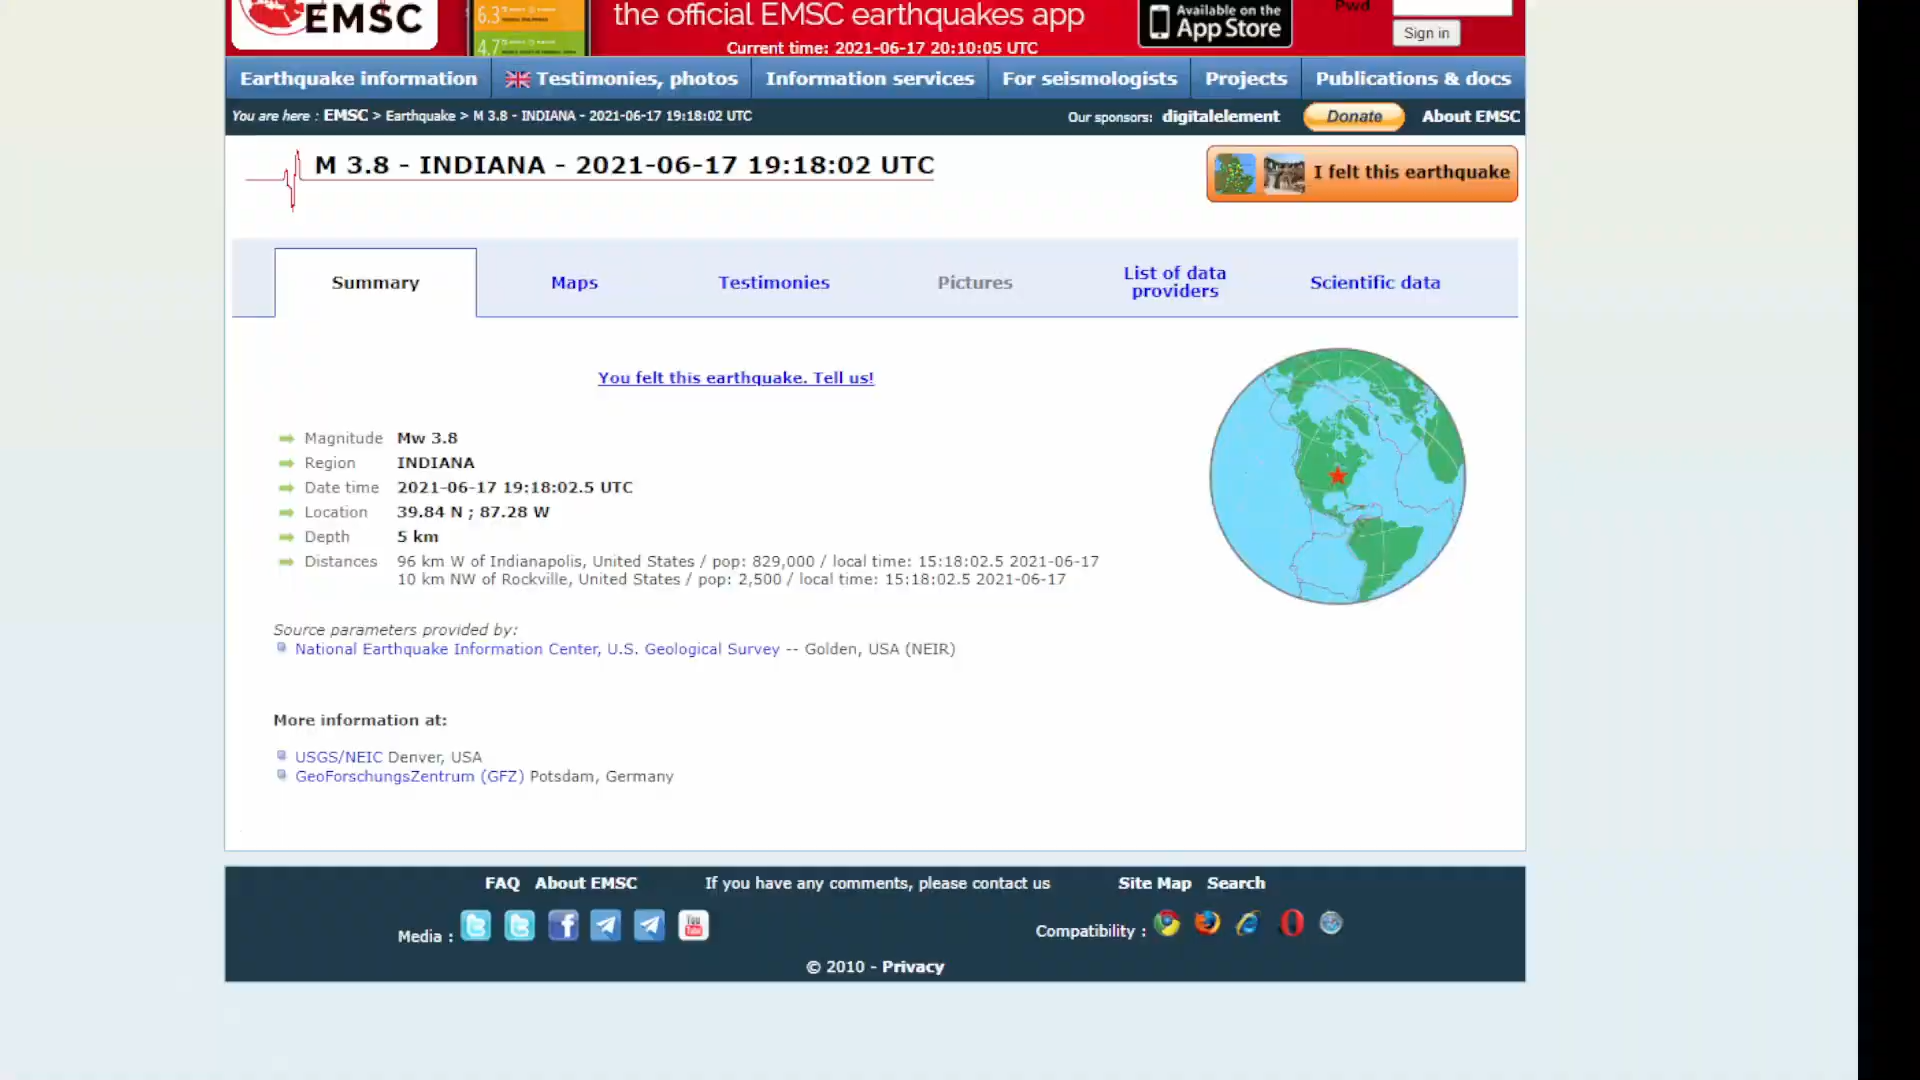 EMSC
6.3
4.7
the official EMSC earthquakes app
Current time: 2021-06-17 20:10:05 UTC
Available on the
App Store
Pwd
Sign in
Earthquake information
Testimonies, photos
Information services
For seismologists
Projects
Publications & docs
You are here : EMSC > Earthquake > M 3.8 - INDIANA - 2021-06-17 19:18:02 UTC
Our sponsors: digitalelement
Donate
About EMSC
M 3.8 - INDIANA - 2021-06-17 19:18:02 UTC
I felt this earthquake
Summary
Maps
Testimonies
Pictures
List of data
providers
Scientific data
You felt this earthquake. Tell us!
Magnitude Mw 3.8
Region INDIANA
Date time 2021-06-17 19:18:02.5 UTC
Location 39.84 N ; 87.28 W
Depth 5 km
Distances 96 km W of Indianapolis, United States / pop: 829,000 / local time: 15:18:02.5 2021-06-17
10 km NW of Rockville, United States / pop: 2,500 / local time: 15:18:02.5 2021-06-17
Source parameters provided by:
National Earthquake Information Center, U.S. Geological Survey -- Golden, USA (NEIR)
More information at:
USGS/NEIC Denver, USA
GeoForschungsZentrum (GFZ) Potsdam, Germany
FAQ About EMSC If you have any comments, please contact us Site Map Search
Media :
You
Tube
Compatibility :
© 2010 - Privacy